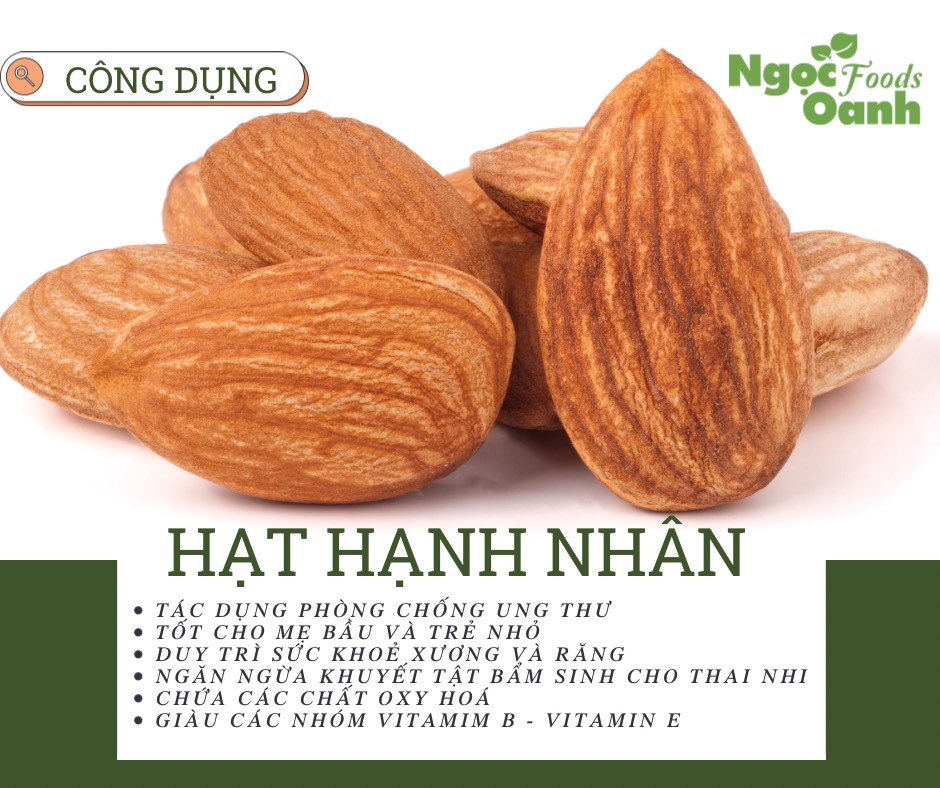 CÔNG DỤNG
Ngọc Foods
Oanh
HẠT HẠNH NHÂN
• TÁC DỤNG PHÒNG CHỐNG UNG THƯ
• TỐT CHO MẸ BẦU VÀ TRẺ NHỎ
• DUY TRÌ SỨC KHOẺ XƯƠNG VÀ RĂNG
• NGĂN NGỪA KHUYẾT TẬT BẨM SINH CHO THAI NHI
• CHỨA CÁC CHẤT OXY HOÁ
• GIÀU CÁC NHÓM VITAMIM B - VITAMIN E